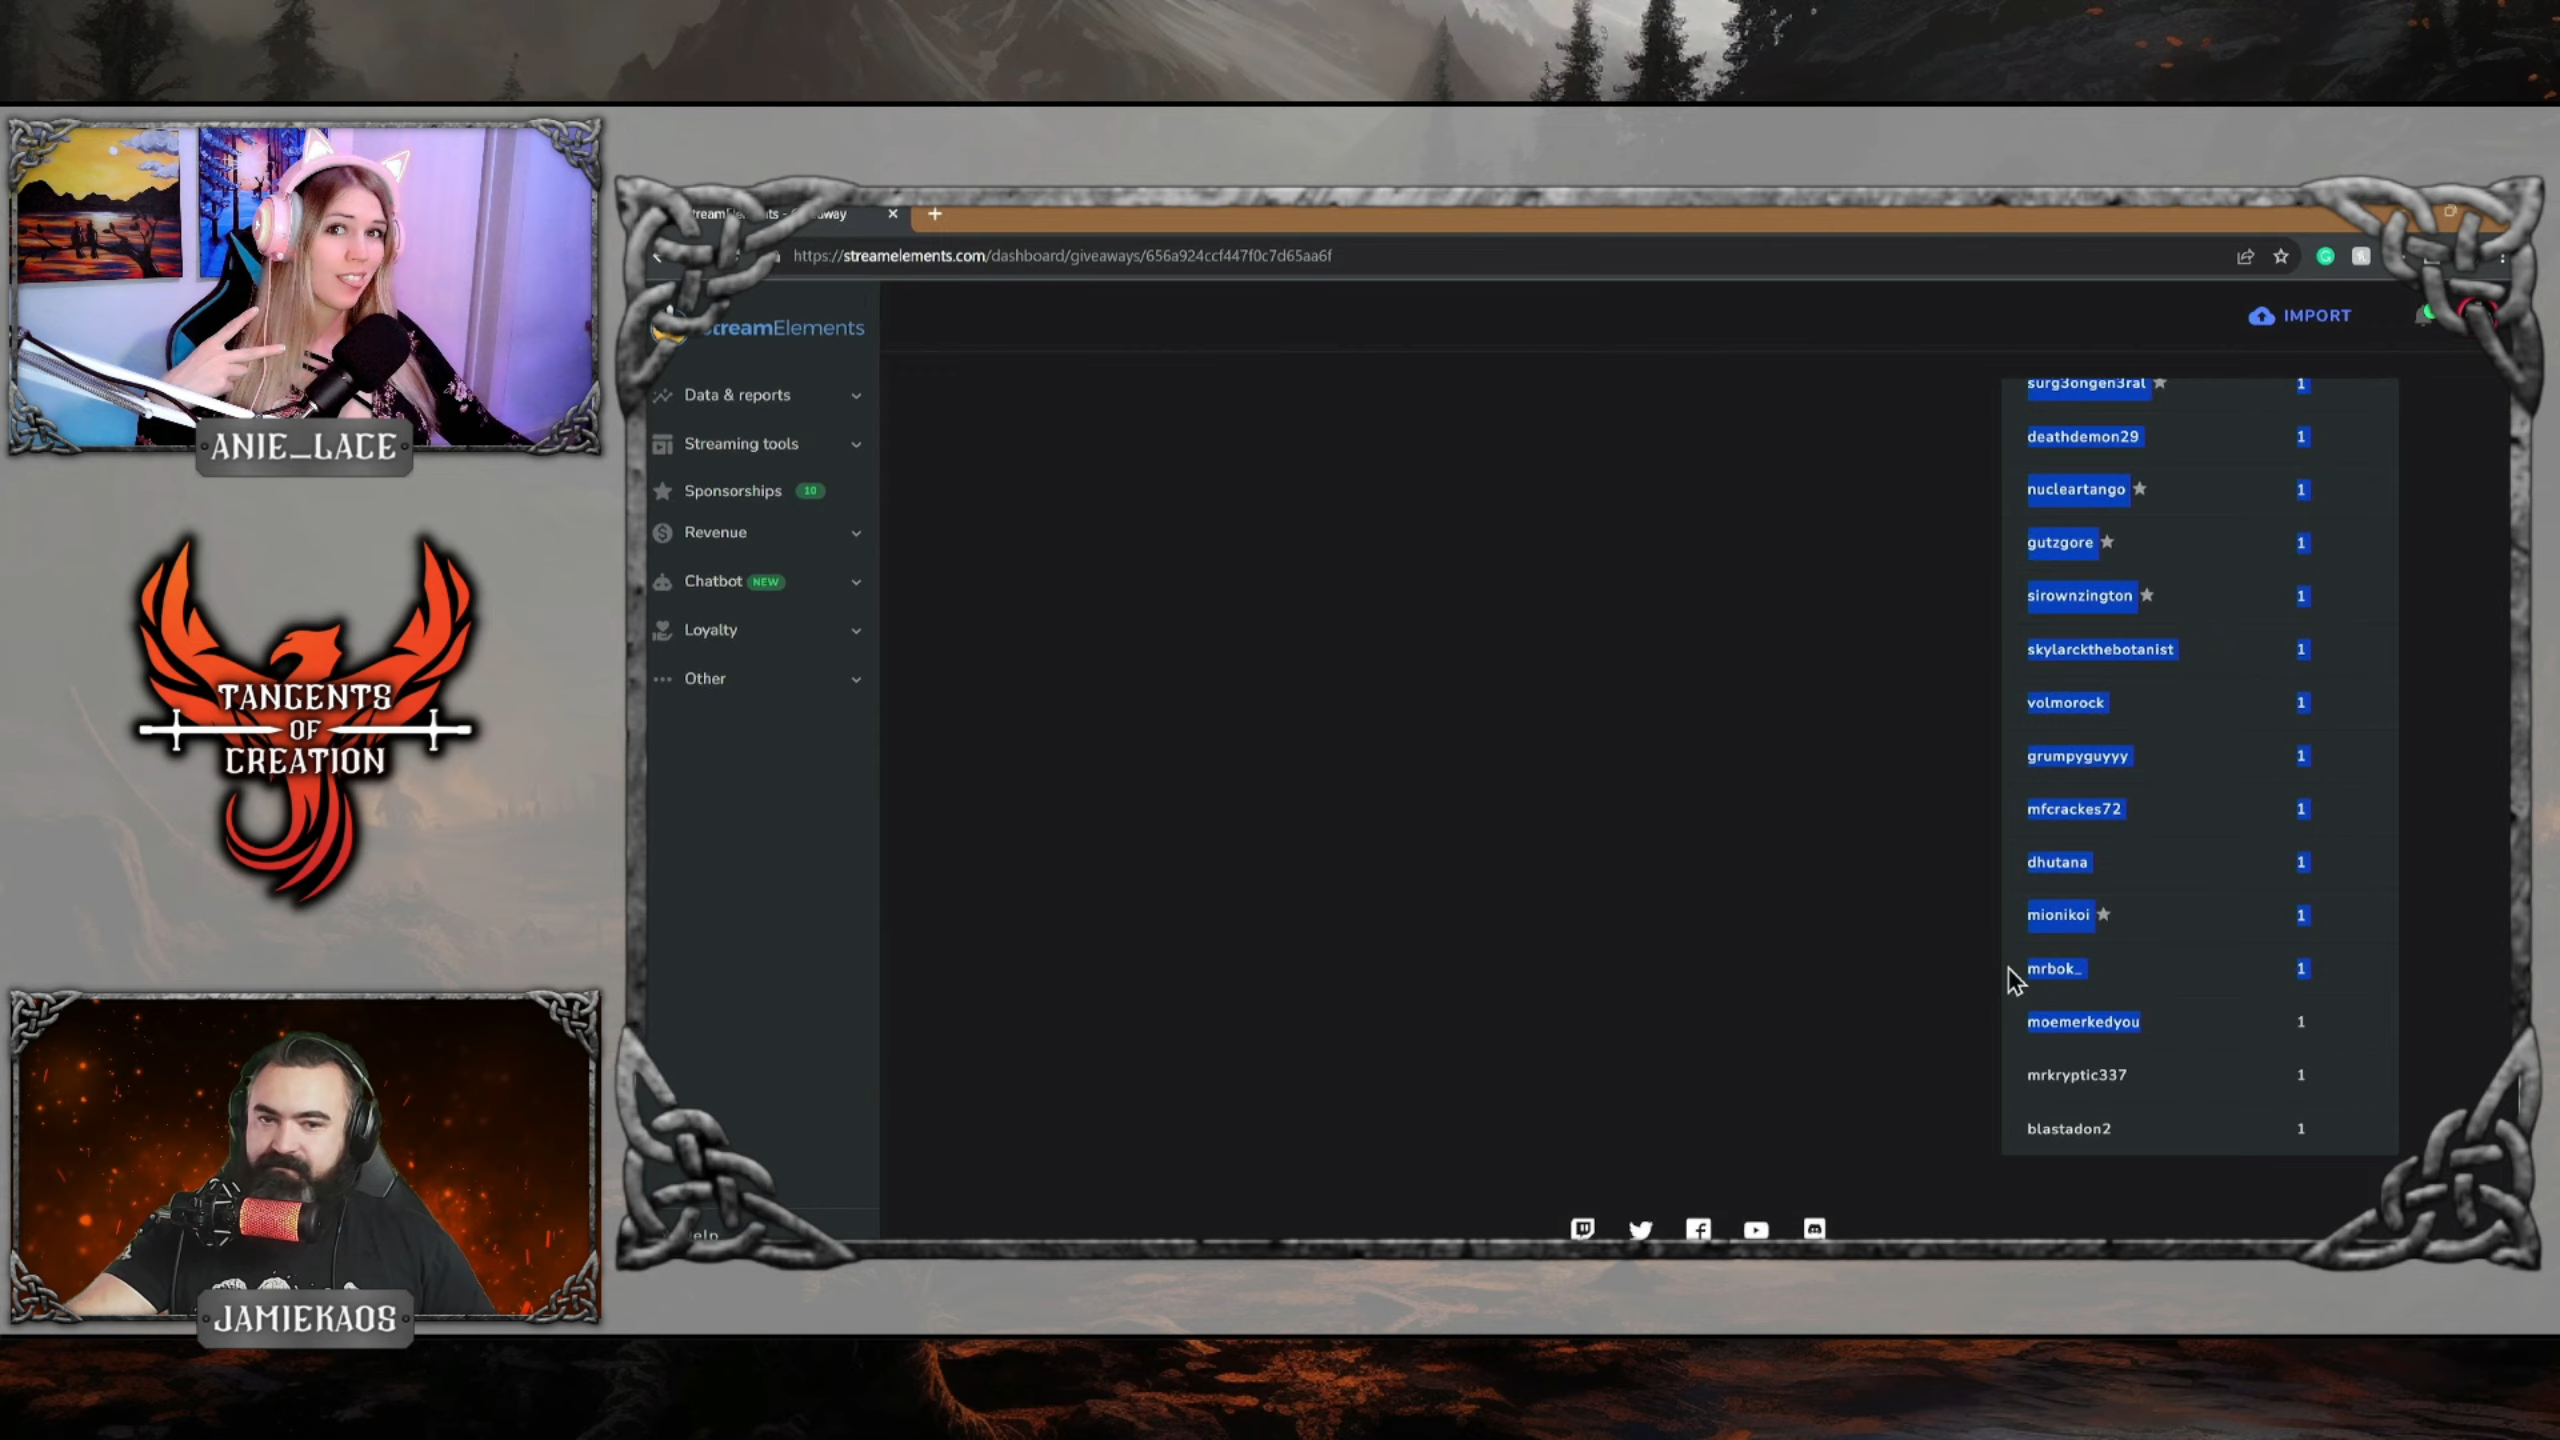 ANIE_LACE
TANGENTS
OF
CREATION
JAMIEKAOS
https://streamelements.com/dashboard/giveaways/656a924ccf447f0c7d65aa6f
StreamElements
IMPORT
Data & reports
Streaming tools
Sponsorships 10
Revenue
Chatbot NEW
Loyalty
Other
surg3ongen3ral 1
deathdemon29 1
nucleartango 1
gutzgore 1
sirownzington 1
skylarckthebotanist 1
volmorock 1
grumpyguyyy 1
mfcrackes72 1
dhutana 1
mionikoi 1
mrbok_ 1
moemerkedyou 1
mrkryptic337 1
blastadon2 1